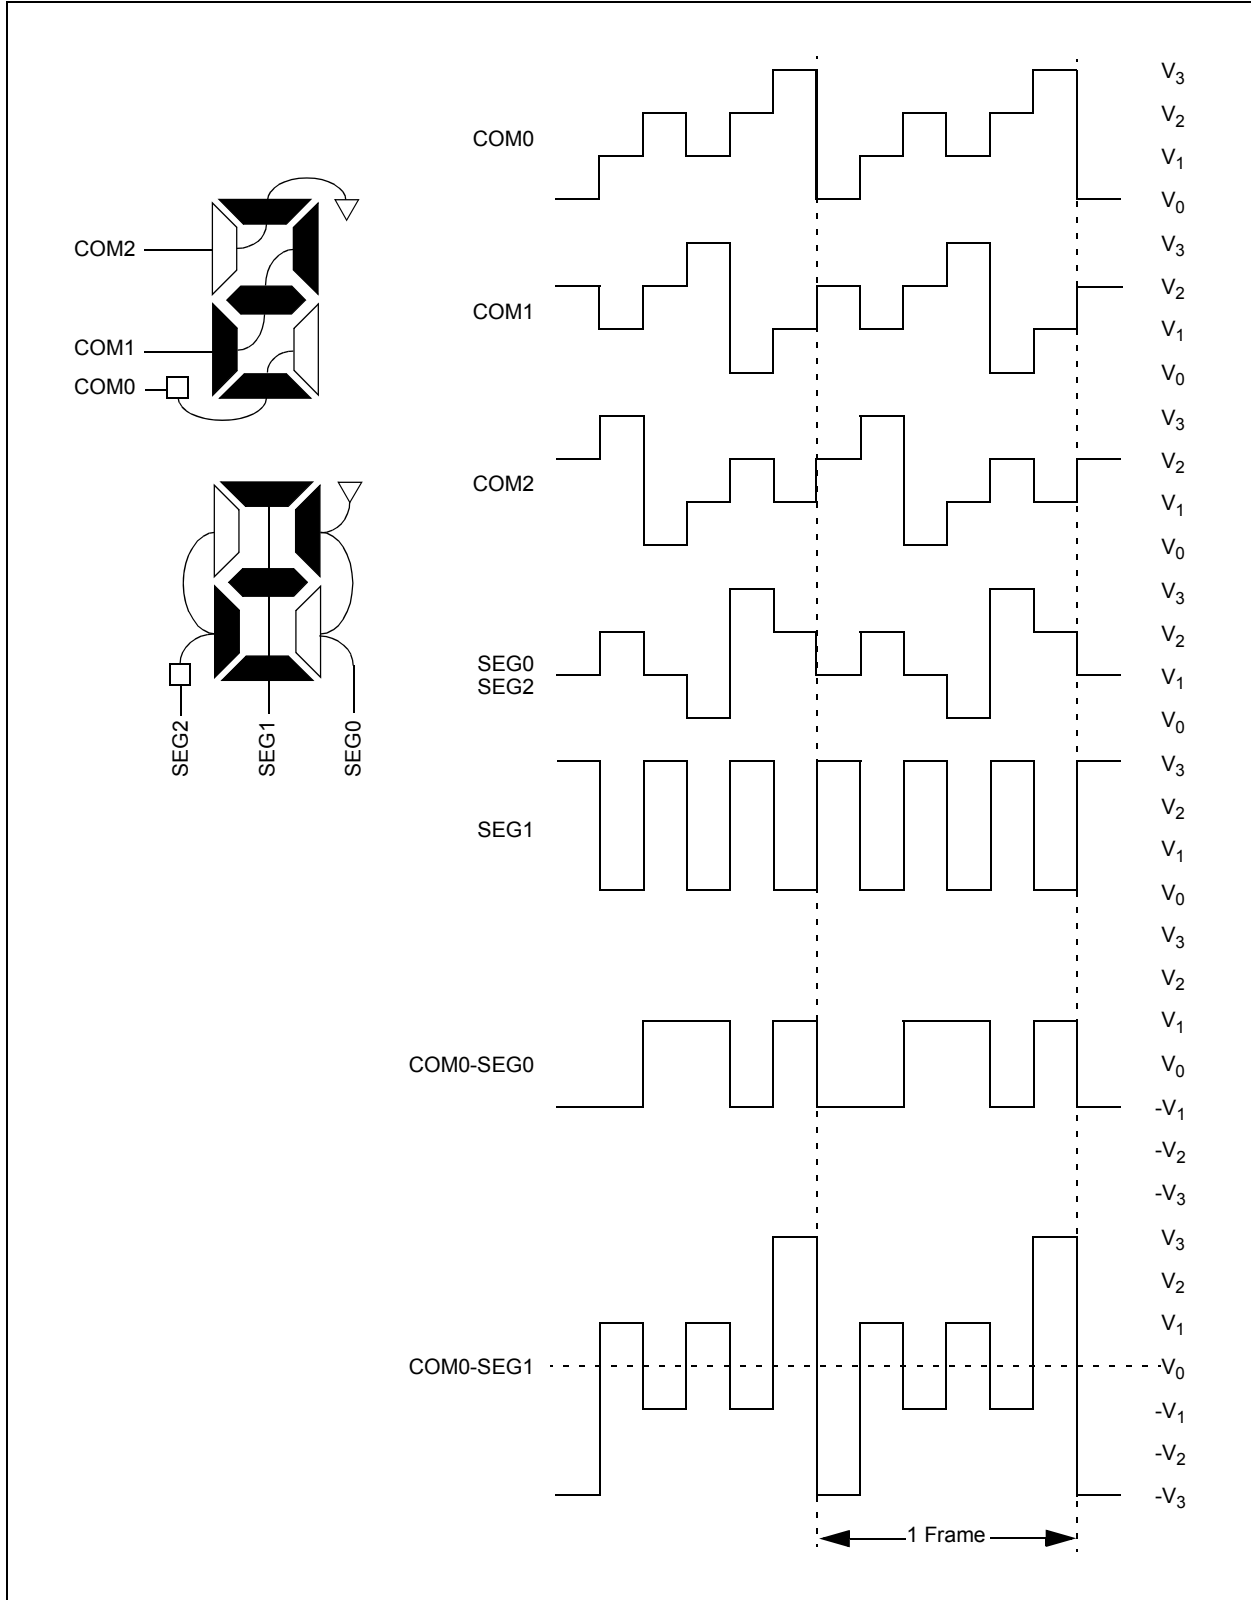 COM2
COM1
COM0
SEG2
SEG1
SEG0
COM0
V3
V2
V1
V0
COM1
V3
V2
V1
V0
COM2
V3
V2
V1
V0
SEG0
SEG2
V3
V2
V1
V0
SEG1
V3
V2
V1
V0
COM0-SEG0
V3
V2
V1
V0
-V1
-V2
-V3
COM0-SEG1
V3
V2
V1
V0
-V1
-V2
-V3
1 Frame